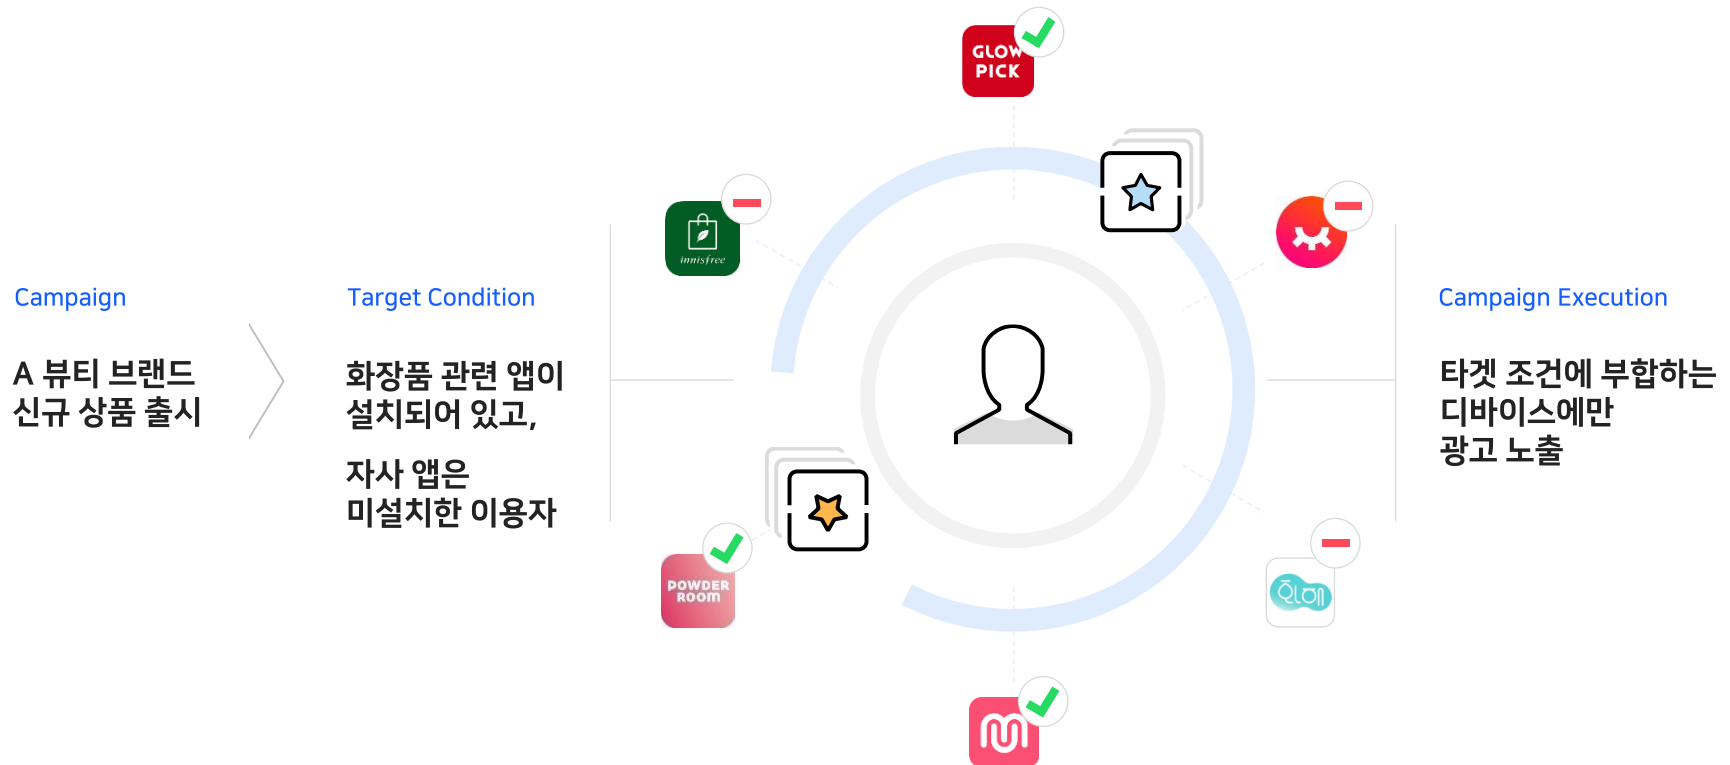 Campaign
A 뷰티 브랜드
신규 상품 출시
Target Condition
화장품 관련 앱이
설치되어 있고,
자사 앱은
미설치한 이용자
GLOW
PICK
innisfree
POWDER
ROOM
Campaign Execution
타겟 조건에 부합하는
디바이스에만
광고 노출